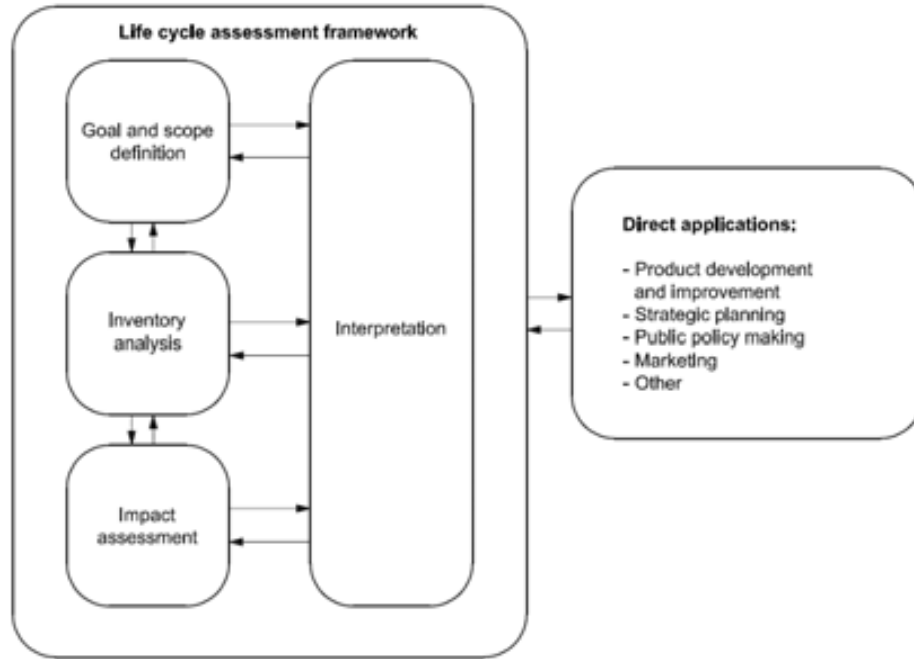 Life cycle assessment framework
Goal and scope
definition
Inventory
analysis
Impact
assessment
Interpretation
Direct applications:
- Product development
and improvement
- Strategic planning
- Public policy making
- Marketing
- Other